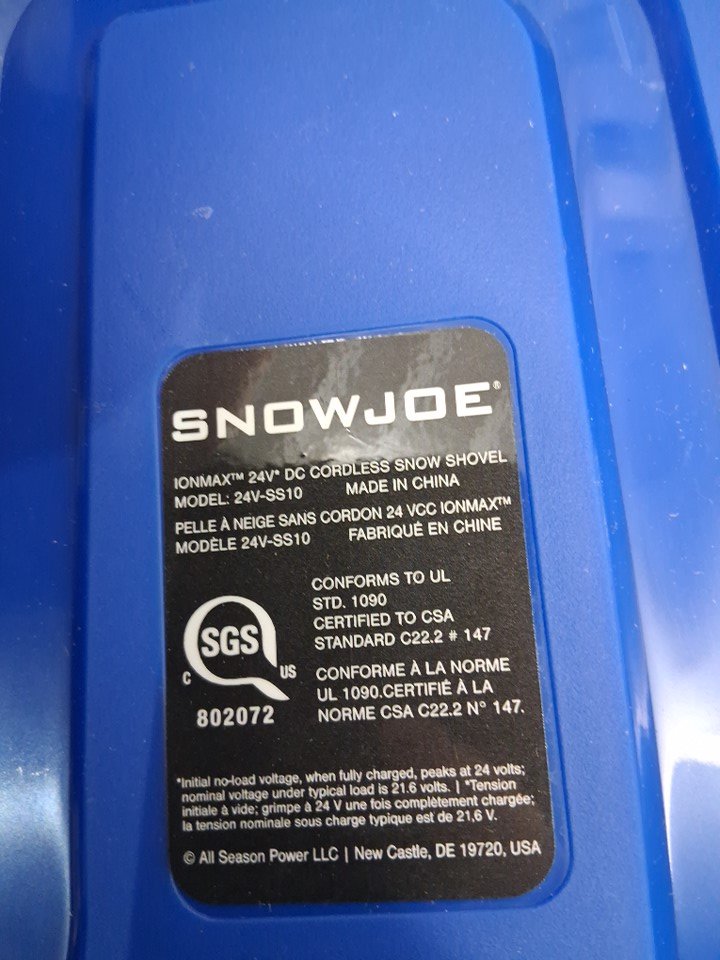 SNOWJOE®
IONMAX™ 24V* DC CORDLESS SNOW SHOVEL
MODEL: 24V-SS10 MADE IN CHINA
PELLE À NEIGE SANS CORDON 24 VCC IONMAX™
MODÈLE 24V-SS10 FABRIQUÉ EN CHINE
CONFORMS TO UL
STD. 1090
CERTIFIED TO CSA
STANDARD C22.2 # 147
SGS
C US
802072
CONFORME À LA NORME
UL 1090.CERTIFIÉ À LA
NORME CSA C22.2 N° 147.
*Initial no-load voltage, when fully charged, peaks at 24 volts;
nominal voltage under typical load is 21.6 volts. | *Tension
initiale à vide; grimpe à 24 V une fois complètement chargée;
la tension nominale sous charge typique est de 21,6 V.
© All Season Power LLC | New Castle, DE 19720, USA